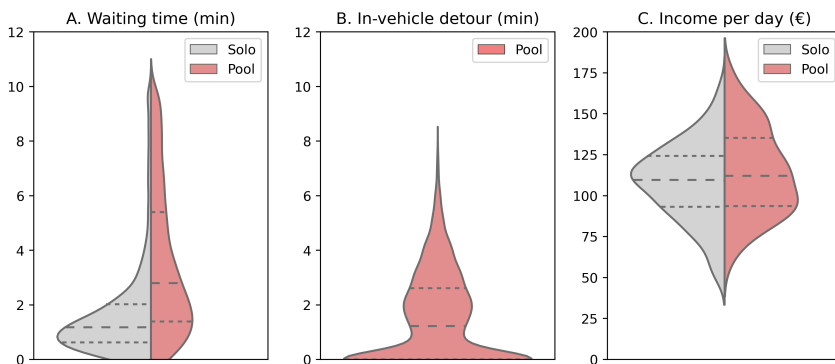 A. Waiting time (min)
12
10
8
6
4
2
0
Solo
Pool
B. In-vehicle detour (min)
12
10
8
6
4
2
0
Pool
C. Income per day (€)
200
175
150
125
100
75
50
25
0
Solo
Pool